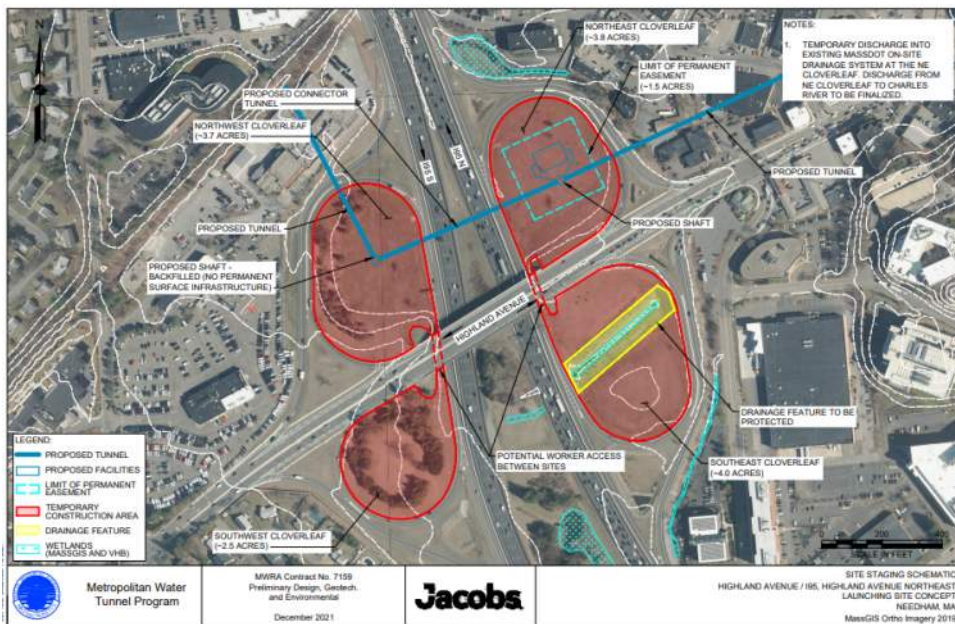 NORTHEAST CLOVERLEAF
(~3.8 ACRES)
LIMIT OF PERMANENT
EASEMENT
(~1.5 ACRES)
NOTES:
1. TEMPORARY DISCHARGE INTO
EXISTING MASSDOT ON-SITE
DRAINAGE SYSTEM AT THE NE
CLOVERLEAF. DISCHARGE FROM
NE CLOVERLEAF TO CHARLES
RIVER TO BE FINALIZED.
N
PROPOSED CONNECTOR
TUNNEL
NORTHWEST CLOVERLEAF
(~3.7 ACRES)
I95 S
I95 N
PROPOSED TUNNEL
PROPOSED TUNNEL
PROPOSED SHAFT
PROPOSED SHAFT -
BACKFILLED (NO PERMANENT
SURFACE INFRASTRUCTURE)
HIGHLAND AVENUE
DRAINAGE FEATURE TO BE
PROTECTED
POTENTIAL WORKER ACCESS
BETWEEN SITES
SOUTHEAST CLOVERLEAF
(~4.0 ACRES)
SOUTHWEST CLOVERLEAF
(~2.5 ACRES)
LEGEND:
PROPOSED TUNNEL
PROPOSED FACILITIES
LIMIT OF PERMANENT
EASEMENT
TEMPORARY
CONSTRUCTION AREA
DRAINAGE FEATURE
WETLANDS
(MASSGIS AND VHB)
0 200 400
SCALE IN FEET
Metropolitan Water
Tunnel Program
MWRA Contract No. 7159
Preliminary Design, Geotech.
and Environmental
December 2021
Jacobs
SITE STAGING SCHEMATIC
HIGHLAND AVENUE / I95, HIGHLAND AVENUE NORTHEAST
LAUNCHING SITE CONCEPT
NEEDHAM, MA
MassGIS Ortho Imagery 2019